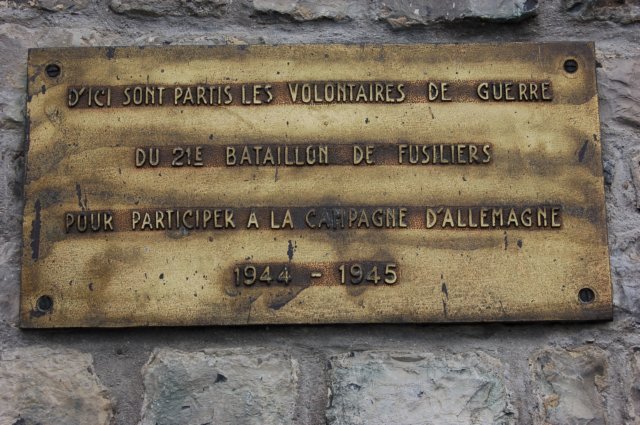 D'ICI SONT PARTIS LES VOLONTAIRES DE GUERRE
DU 21E BATAILLON DE FUSILIERS
POUR PARTICIPER A LA CAMPAGNE D'ALLEMAGNE
1944 - 1945